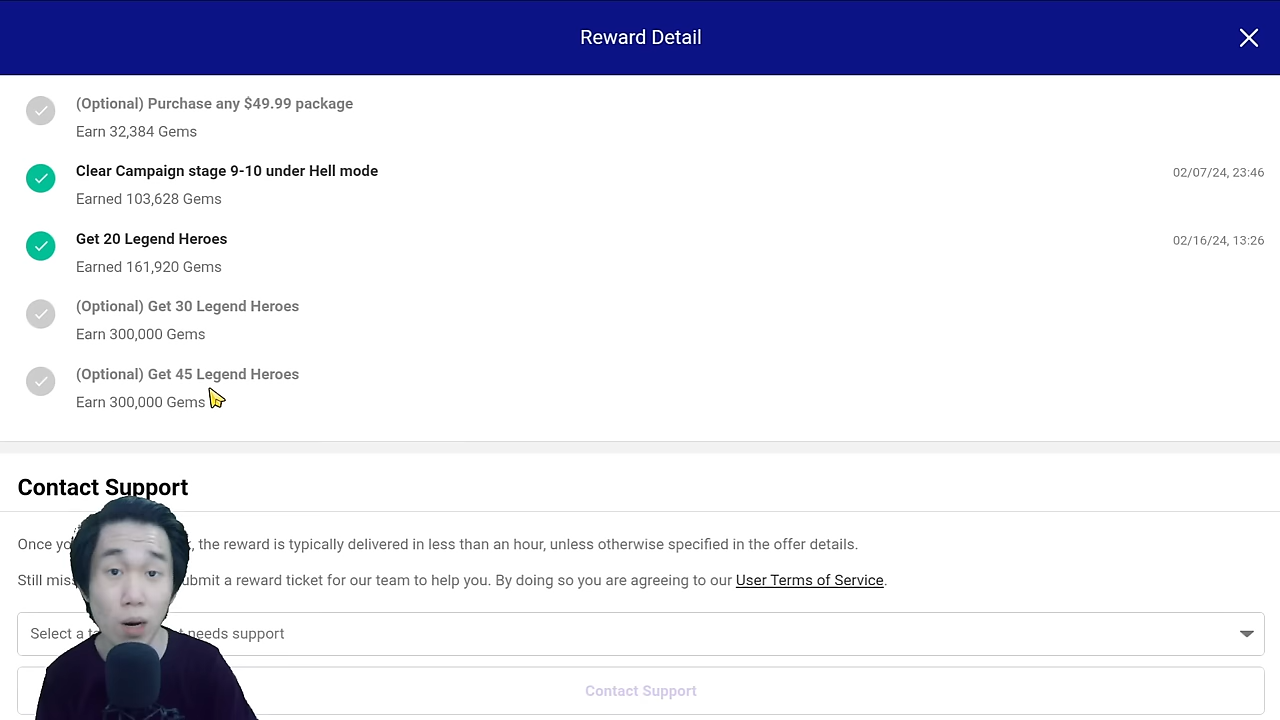 Reward Detail
(Optional) Purchase any $49.99 package
Earn 32,384 Gems
Clear Campaign stage 9-10 under Hell mode
02/07/24, 23:46
Earned 103,628 Gems
Get 20 Legend Heroes
02/16/24, 13:26
Earned 161,920 Gems
(Optional) Get 30 Legend Heroes
Earn 300,000 Gems
(Optional) Get 45 Legend Heroes
Earn 300,000 Gems
Contact Support
Once , the reward is typically delivered in less than an hour, unless otherwise specified in the offer details.
Still ubmit a reward ticket for our team to help you. By doing so you are agreeing to our User Terms of Service.
Select a needs support
Contact Support